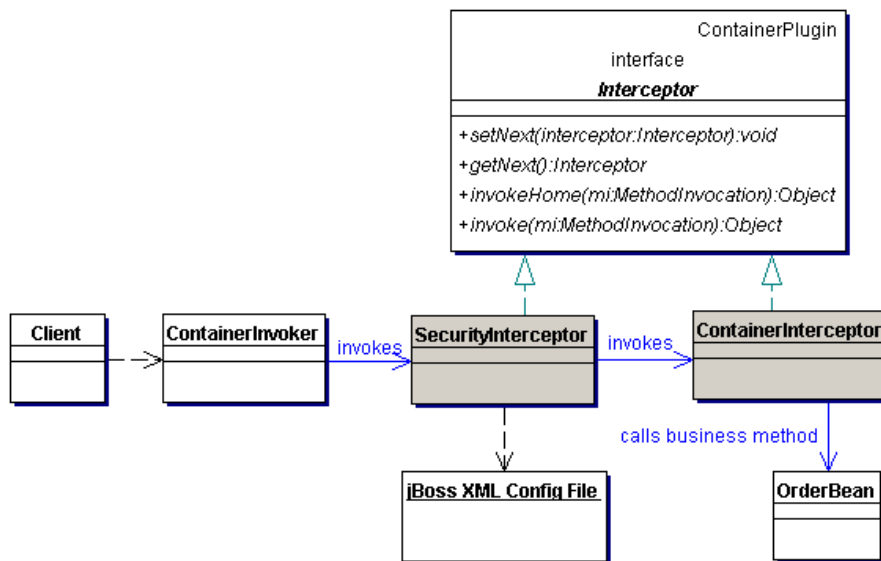 ContainerPlugin
interface
Interceptor
+setNext(interceptor:Interceptor):void
+getNext():Interceptor
+invokeHome(mi:MethodInvocation):Object
+invoke(mi:MethodInvocation):Object
Client
ContainerInvoker
invokes
SecurityInterceptor
invokes
ContainerInterceptor
calls business method
jBoss XML Config File
OrderBean